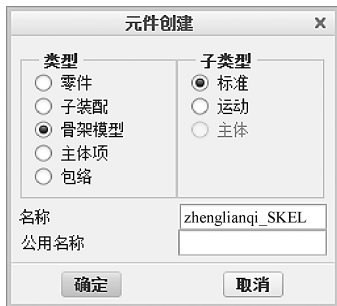 元件创建
类型
零件
子装配
骨架模型
主体项
包络
子类型
标准
运动
主体
名称
zhenglianqi_SKEL
公用名称
确定
取消